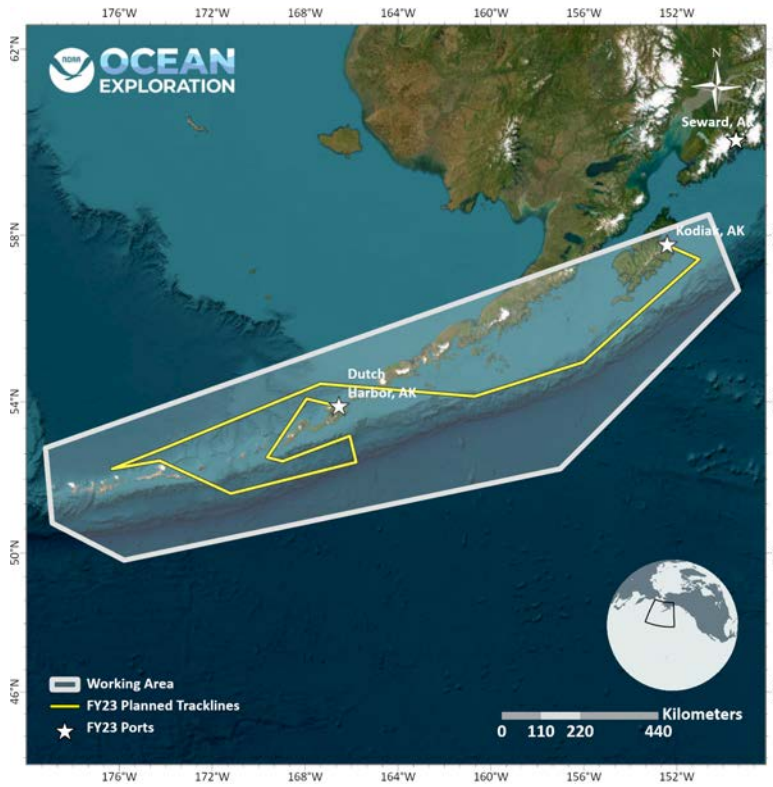 176°W 172°W 168°W 164°W 160°W 156°W 152°W
62°N
NOAA
OCEAN
EXPLORATION
N
Seward, AK
58°N
Kodiak, AK
Dutch
Harbor, AK
54°N
50°N
46°N
Working Area
FY23 Planned Tracklines
FY23 Ports
Kilometers
0 110 220 440
176°W 172°W 168°W 164°W 160°W 156°W 152°W